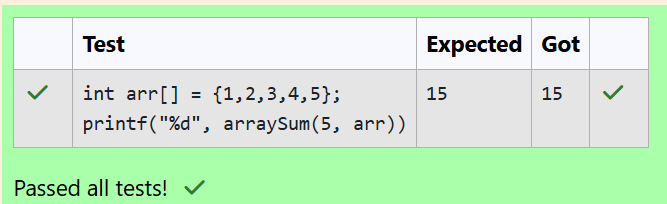 Test Expected Got
int arr[] = {1,2,3,4,5}; 15 15
printf("%d", arraySum(5, arr))
Passed all tests!